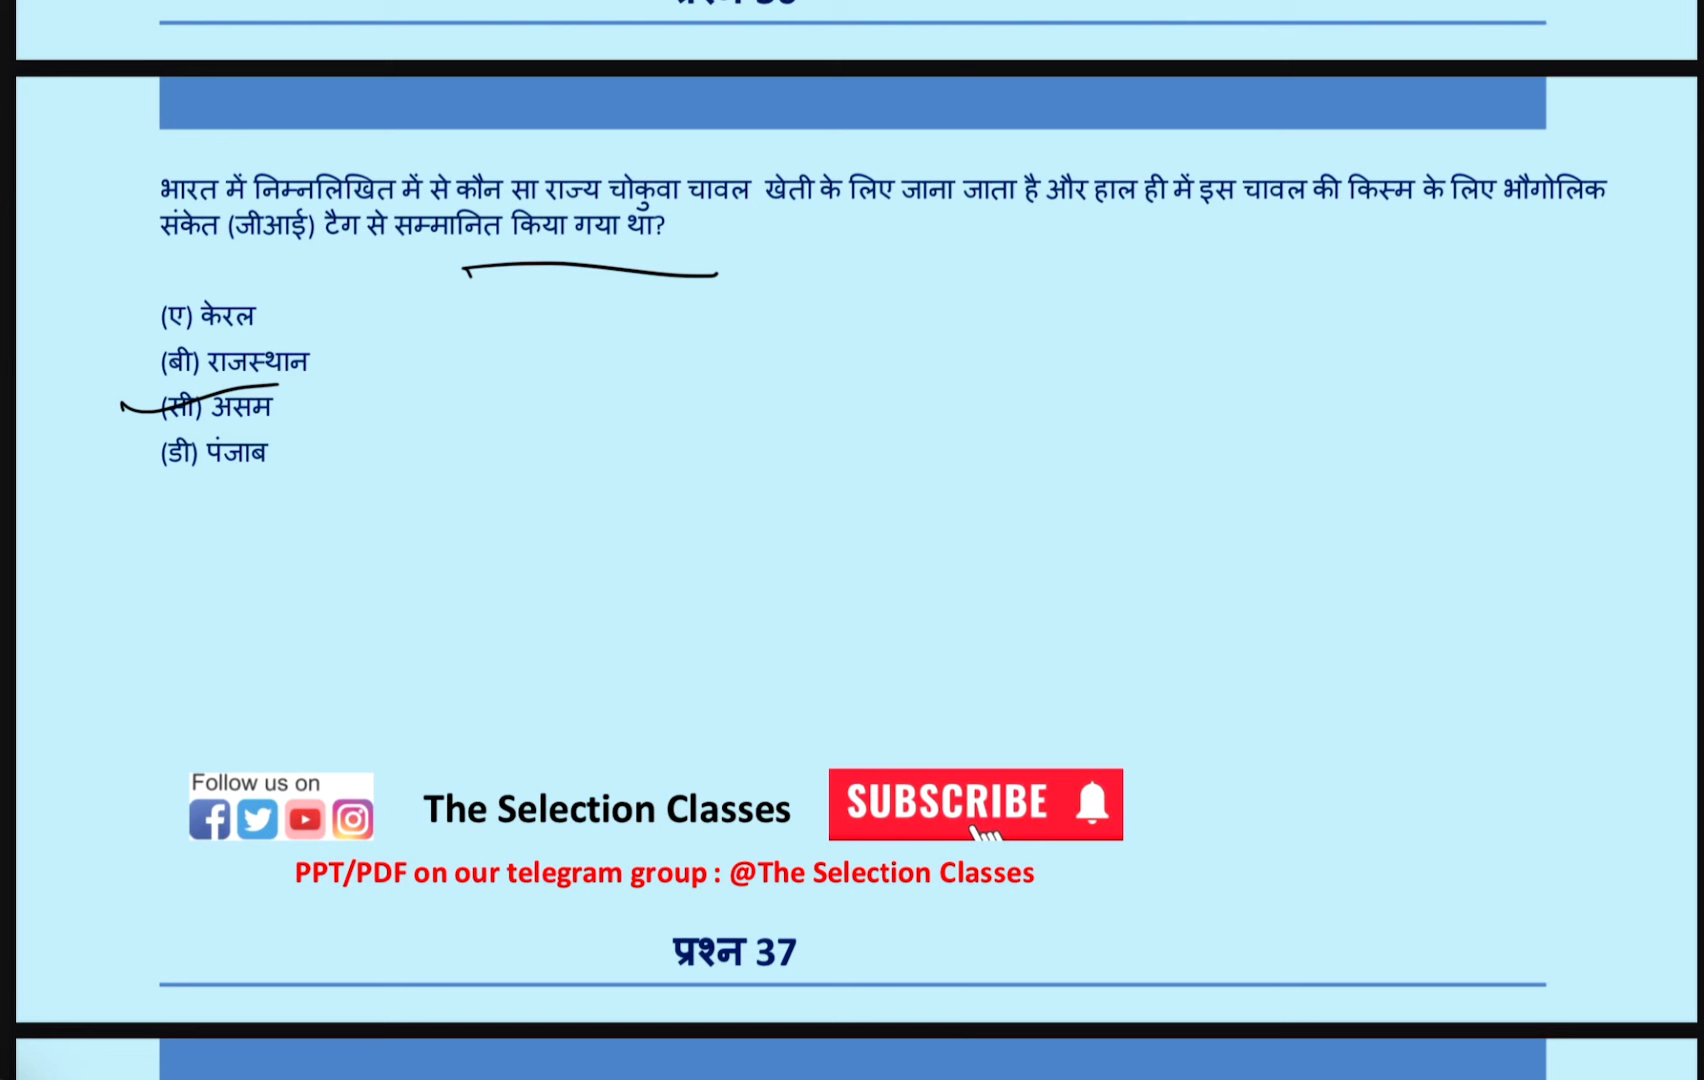 भारत में निम्नलिखित में से कौन सा राज्य चोकुवा चावल खेती के लिए जाना जाता है और हाल ही में इस चावल की किस्म के लिए भौगोलिक
संकेत (जीआई) टैग से सम्मानित किया गया था?
(ए) केरल
(बी) राजस्थान
(सी) असम
(डी) पंजाब
Follow us on
The Selection Classes
SUBSCRIBE
PPT/PDF on our telegram group : @The Selection Classes
प्रश्न 37